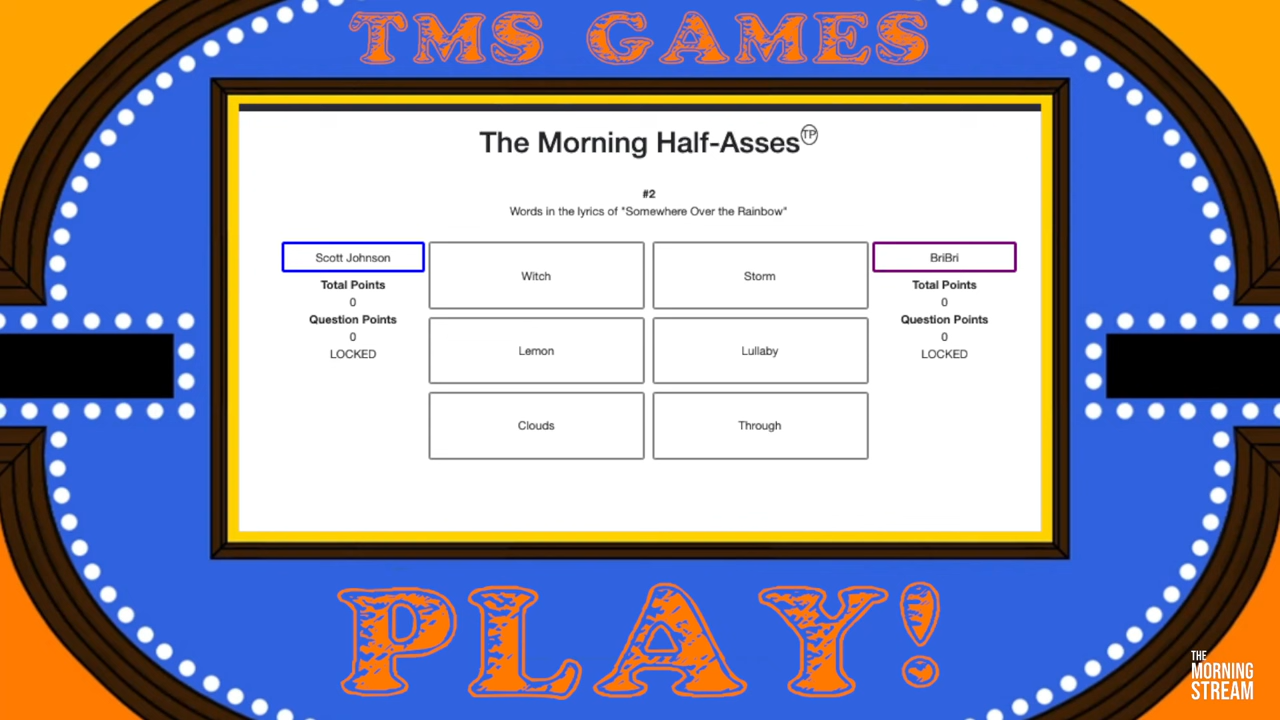 TMS GAMES
The Morning Half-Asses TP
#2
Words in the lyrics of "Somewhere Over the Rainbow"
Scott Johnson
Total Points
0
Question Points
0
LOCKED
Witch
Storm
Lemon
Lullaby
Clouds
Through
BriBri
Total Points
0
Question Points
0
LOCKED
PLAY!
THE
MORNING
STREAM